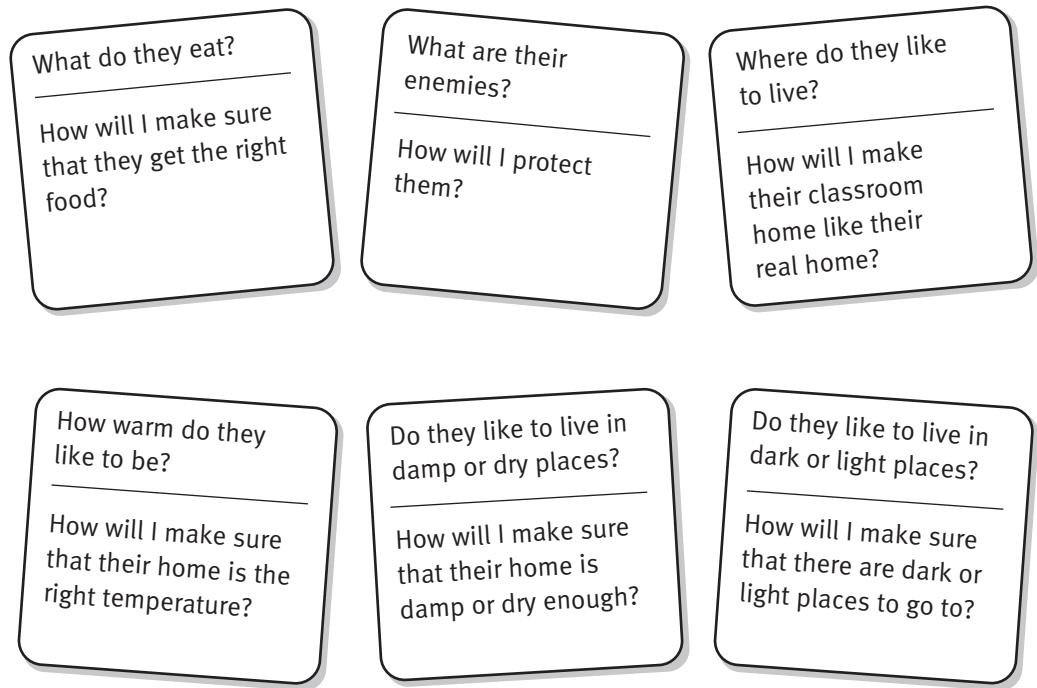 What do they eat?
How will I make sure
that they get the right
food?
What are their
enemies?
How will I protect
them?
Where do they like
to live?
How will I make
their classroom
home like their
real home?
How warm do they
like to be?
How will I make sure
that their home is the
right temperature?
Do they like to live in
damp or dry places?
How will I make sure
that their home is
damp or dry enough?
Do they like to live in
dark or light places?
How will I make sure
that there are dark or
light places to go to?